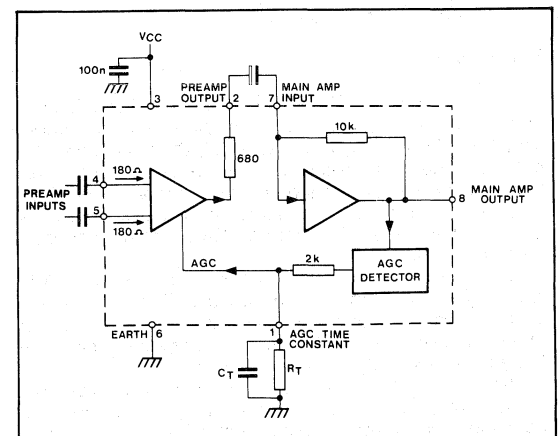 VCC
100n
PREAMP OUTPUT
MAIN AMP INPUT
3
2
7
10k
680
180Ω
4
PREAMP INPUTS
5
180Ω
8
MAIN AMP OUTPUT
AGC
2k
AGC DETECTOR
EARTH
6
1
AGC TIME CONSTANT
CT
RT